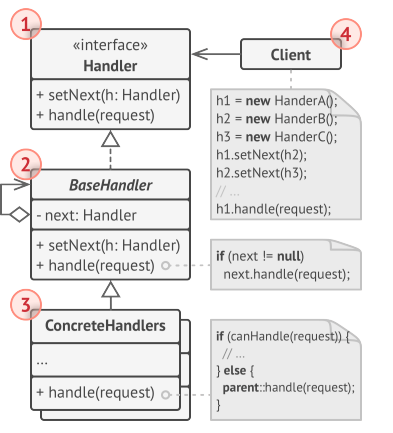 1
«interface»
Handler
+ setNext(h: Handler)
+ handle(request)
4
Client
h1 = new HanderA();
h2 = new HanderB();
h3 = new HanderC();
h1.setNext(h2);
h2.setNext(h3);
// ...
h1.handle(request);
2
BaseHandler
- next: Handler
+ setNext(h: Handler)
+ handle(request)
if (next != null)
next.handle(request);
3
ConcreteHandlers
...
+ handle(request)
if (canHandle(request)) {
// ...
} else {
parent::handle(request);
}